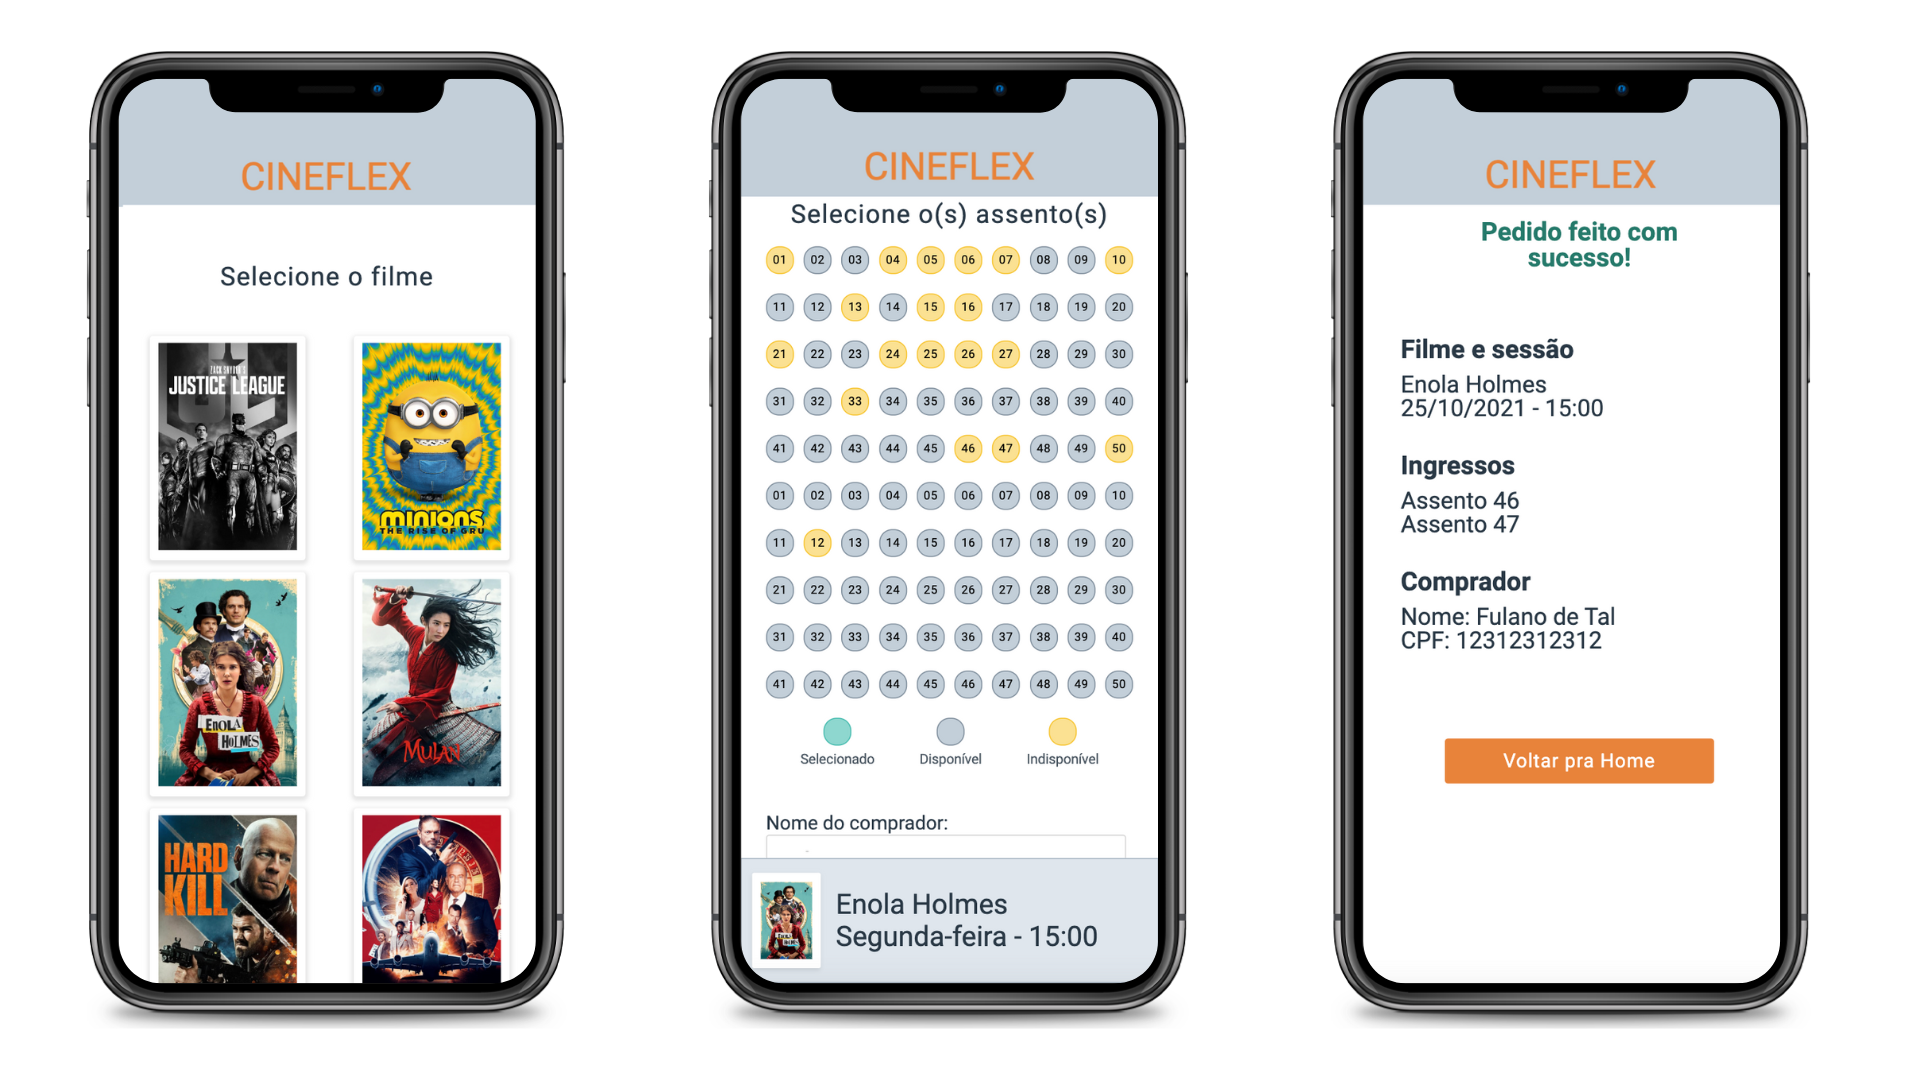 CINEFLEX
Selecione o filme
ZACK SNYDER'S
JUSTICE LEAGUE
MINIONS
THE RISE OF GRU
ENOLA
HOLMES
MULAN
HARD
KILL
CINEFLEX
Selecione o(s) assento(s)
01 02 03 04 05 06 07 08 09 10
11 12 13 14 15 16 17 18 19 20
21 22 23 24 25 26 27 28 29 30
31 32 33 34 35 36 37 38 39 40
41 42 43 44 45 46 47 48 49 50
01 02 03 04 05 06 07 08 09 10
11 12 13 14 15 16 17 18 19 20
21 22 23 24 25 26 27 28 29 30
31 32 33 34 35 36 37 38 39 40
41 42 43 44 45 46 47 48 49 50
Selecionado Disponível Indisponível
Nome do comprador:
Enola Holmes
Segunda-feira - 15:00
CINEFLEX
Pedido feito com
sucesso!
Filme e sessão
Enola Holmes
25/10/2021 - 15:00
Ingressos
Assento 46
Assento 47
Comprador
Nome: Fulano de Tal
CPF: 12312312312
Voltar pra Home